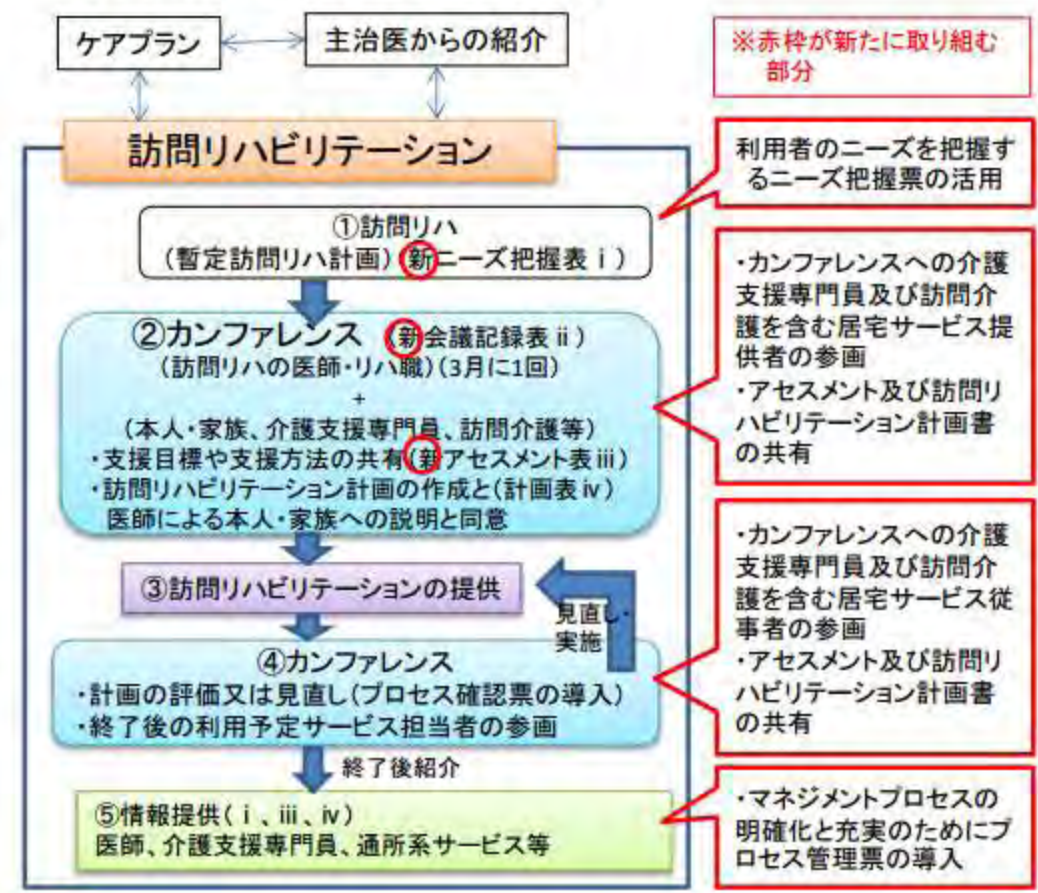 ケアプラン
主治医からの紹介
※赤枠が新たに取り組む
部分
訪問リハビリテーション
利用者のニーズを把握す
るニーズ把握票の活用
①訪問リハ
(暫定訪問リハ計画)(新ニーズ把握表ⅰ)
②カンファレンス (新会議記録表ⅱ)
(訪問リハの医師・リハ職)(3月に1回)
+
(本人・家族、介護支援専門員、訪問介護等)
・支援目標や支援方法の共有(新アセスメント表ⅲ)
・訪問リハビリテーション計画の作成と(計画表ⅳ)
医師による本人・家族への説明と同意
・カンファレンスへの介護
支援専門員及び訪問介
護を含む居宅サービス提
供者の参画
・アセスメント及び訪問リ
ハビリテーション計画書
の共有
③訪問リハビリテーションの提供
見直し・
実施
④カンファレンス
・計画の評価又は見直し(プロセス確認票の導入)
・終了後の利用予定サービス担当者の参画
・カンファレンスへの介護
支援専門員及び訪問介
護を含む居宅サービス従
事者の参画
・アセスメント及び訪問リ
ハビリテーション計画書
の共有
終了後紹介
⑤情報提供(ⅰ、ⅲ、ⅳ)
医師、介護支援専門員、通所系サービス等
・マネジメントプロセスの
明確化と充実のためにプ
ロセス管理票の導入